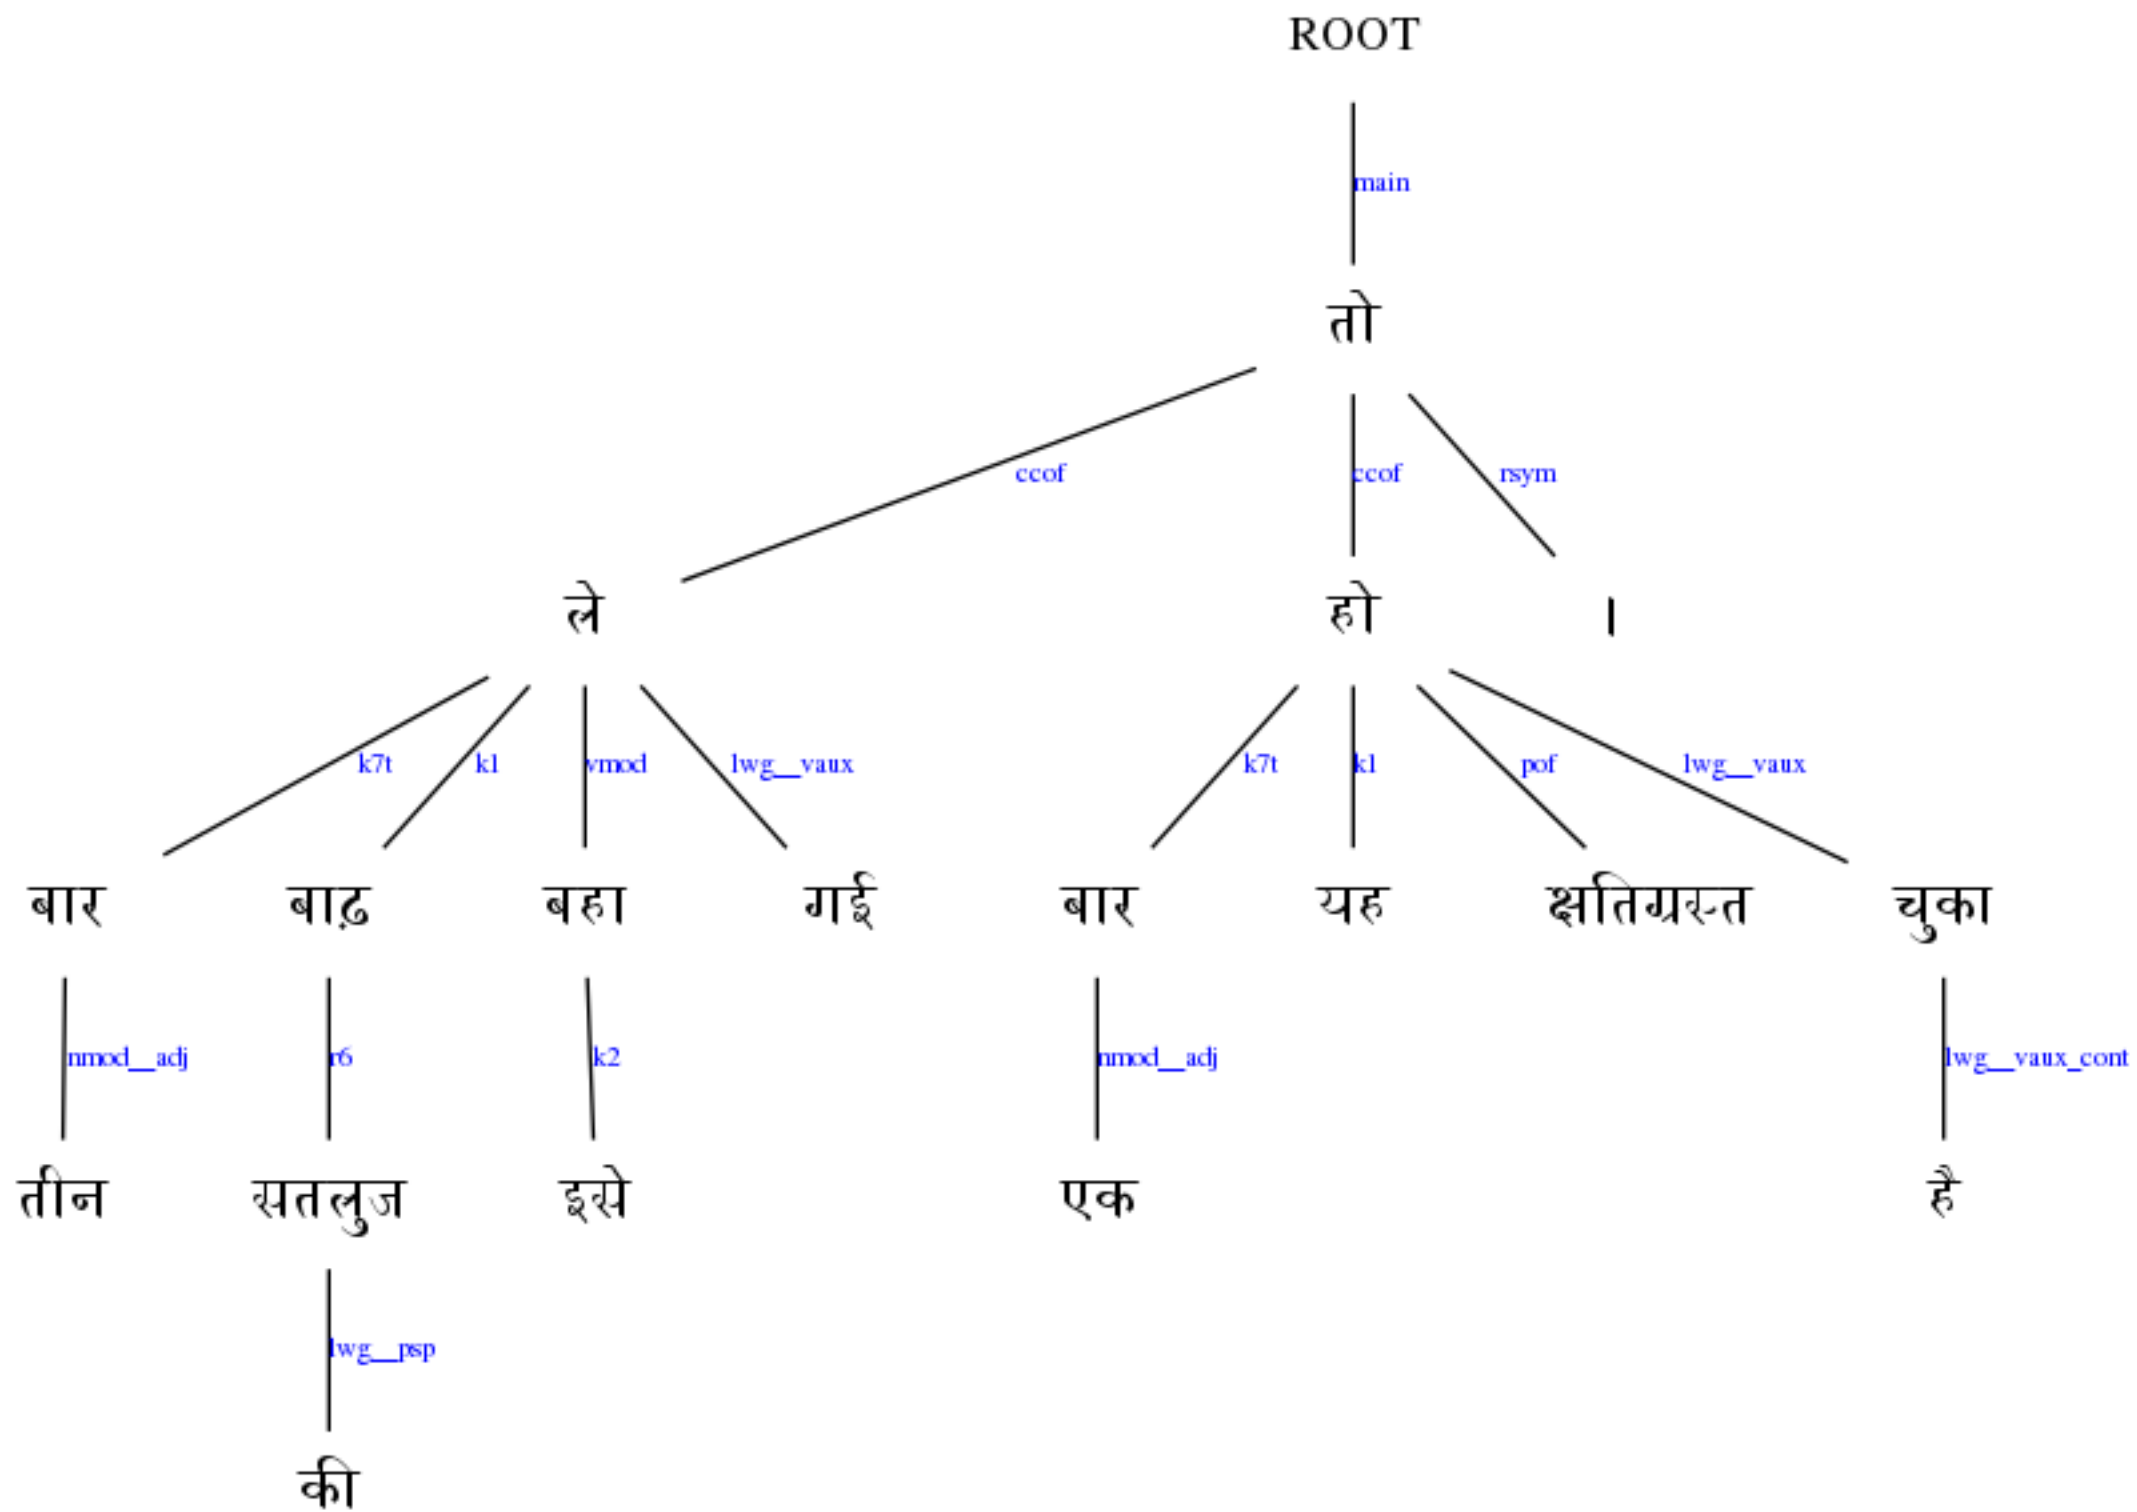 ROOT
main
तो
ccof ccof rsym
ले हो ।
k7t k1 vmod lwg__vaux k7t k1 pof lwg__vaux
बार बाढ़ बहा गई बार यह क्षतिग्रस्त चुका
nmod__adj r6 k2 nmod__adj lwg__vaux_cont
तीन सतलुज इसे एक है
lwg__psp
की